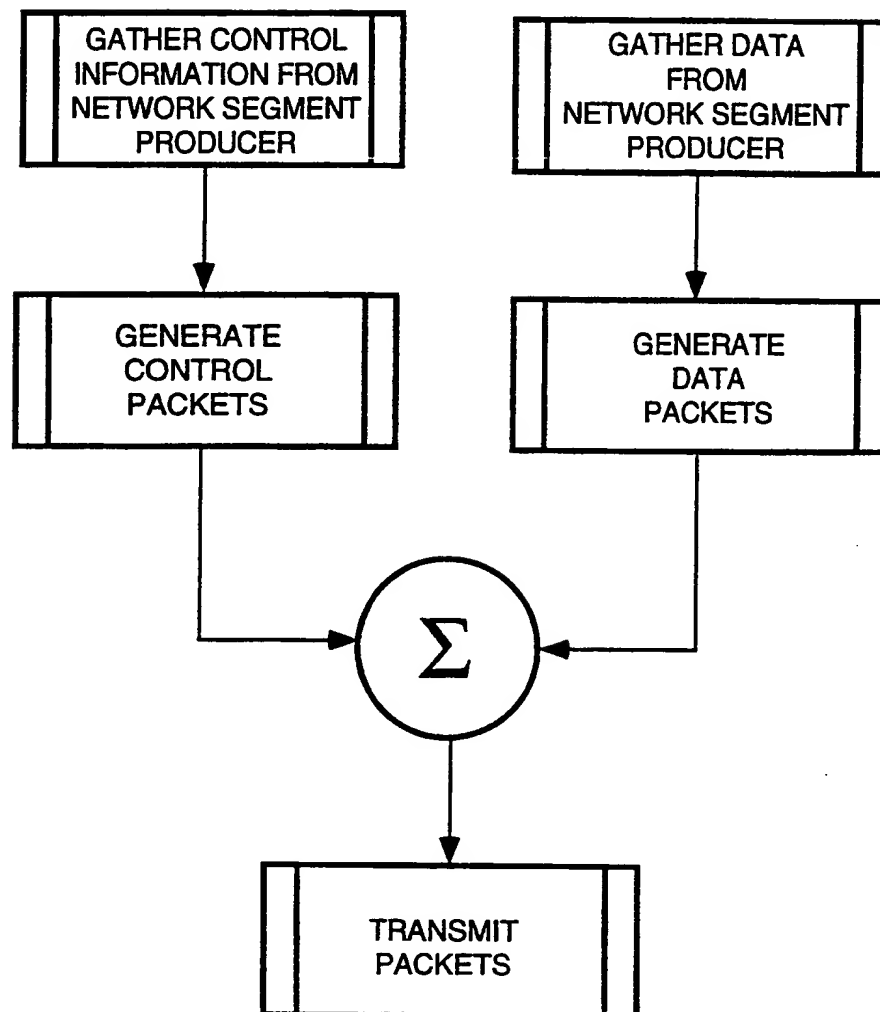 GATHER CONTROL
INFORMATION FROM
NETWORK SEGMENT
PRODUCER
GATHER DATA
FROM
NETWORK SEGMENT
PRODUCER
GENERATE
CONTROL
PACKETS
GENERATE
DATA
PACKETS
Σ
TRANSMIT
PACKETS